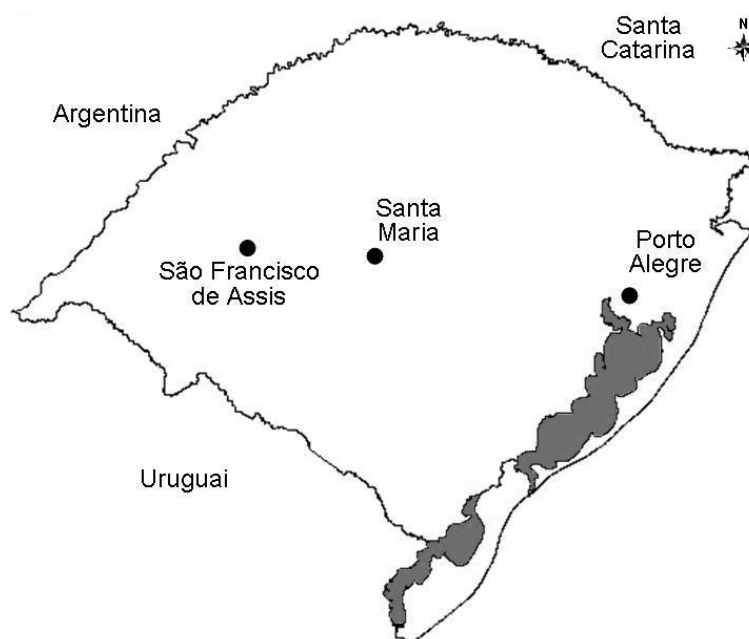 Santa
Catarina
N
Argentina
Santa
Maria
São Francisco
de Assis
Porto
Alegre
Uruguai